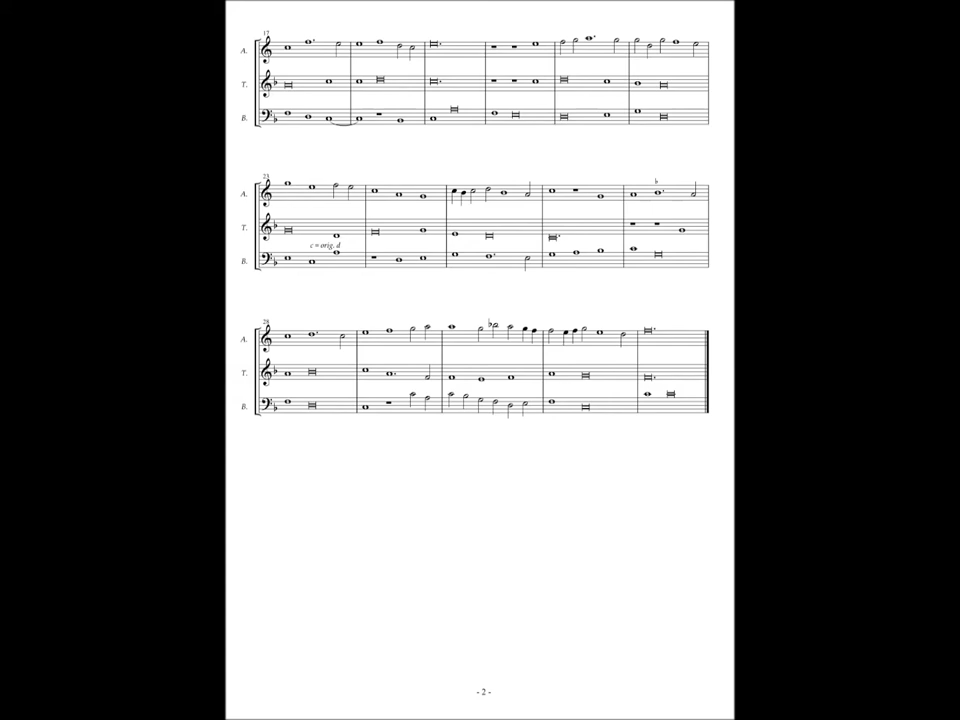 17
A.
T.
B.
23
A.
T.
c = orig. d
B.
28
A.
T.
B.
- 2 -